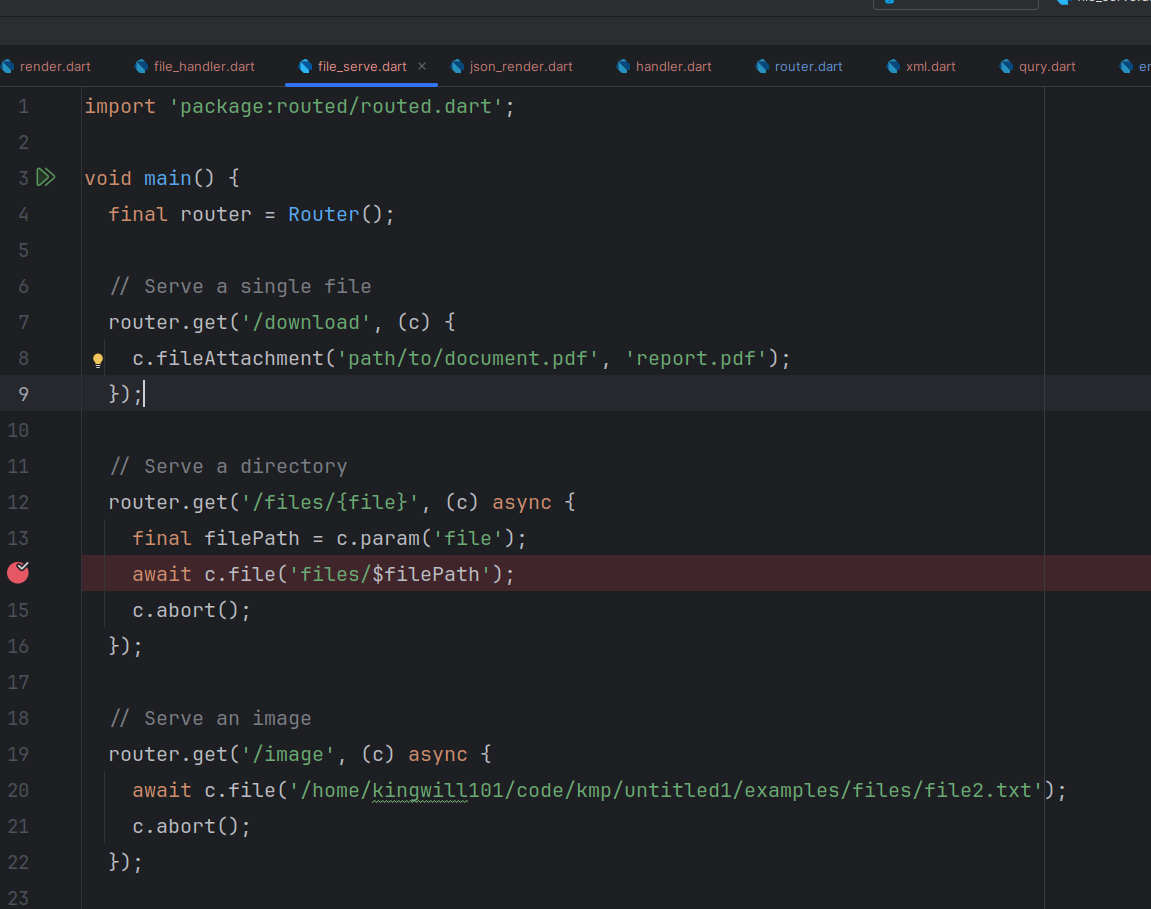 render.dart file_handler.dart file_serve.dart × json_render.dart handler.dart router.dart xml.dart qury.dart
1 import 'package:routed/routed.dart';
2
3 void main() {
4 final router = Router();
5
6 // Serve a single file
7 router.get('/download', (c) {
8 c.fileAttachment('path/to/document.pdf', 'report.pdf');
9 });
10
11 // Serve a directory
12 router.get('/files/{file}', (c) async {
13 final filePath = c.param('file');
await c.file('files/$filePath');
15 c.abort();
16 });
17
18 // Serve an image
19 router.get('/image', (c) async {
20 await c.file('/home/kingwill101/code/kmp/untitled1/examples/files/file2.txt');
21 c.abort();
22 });
23